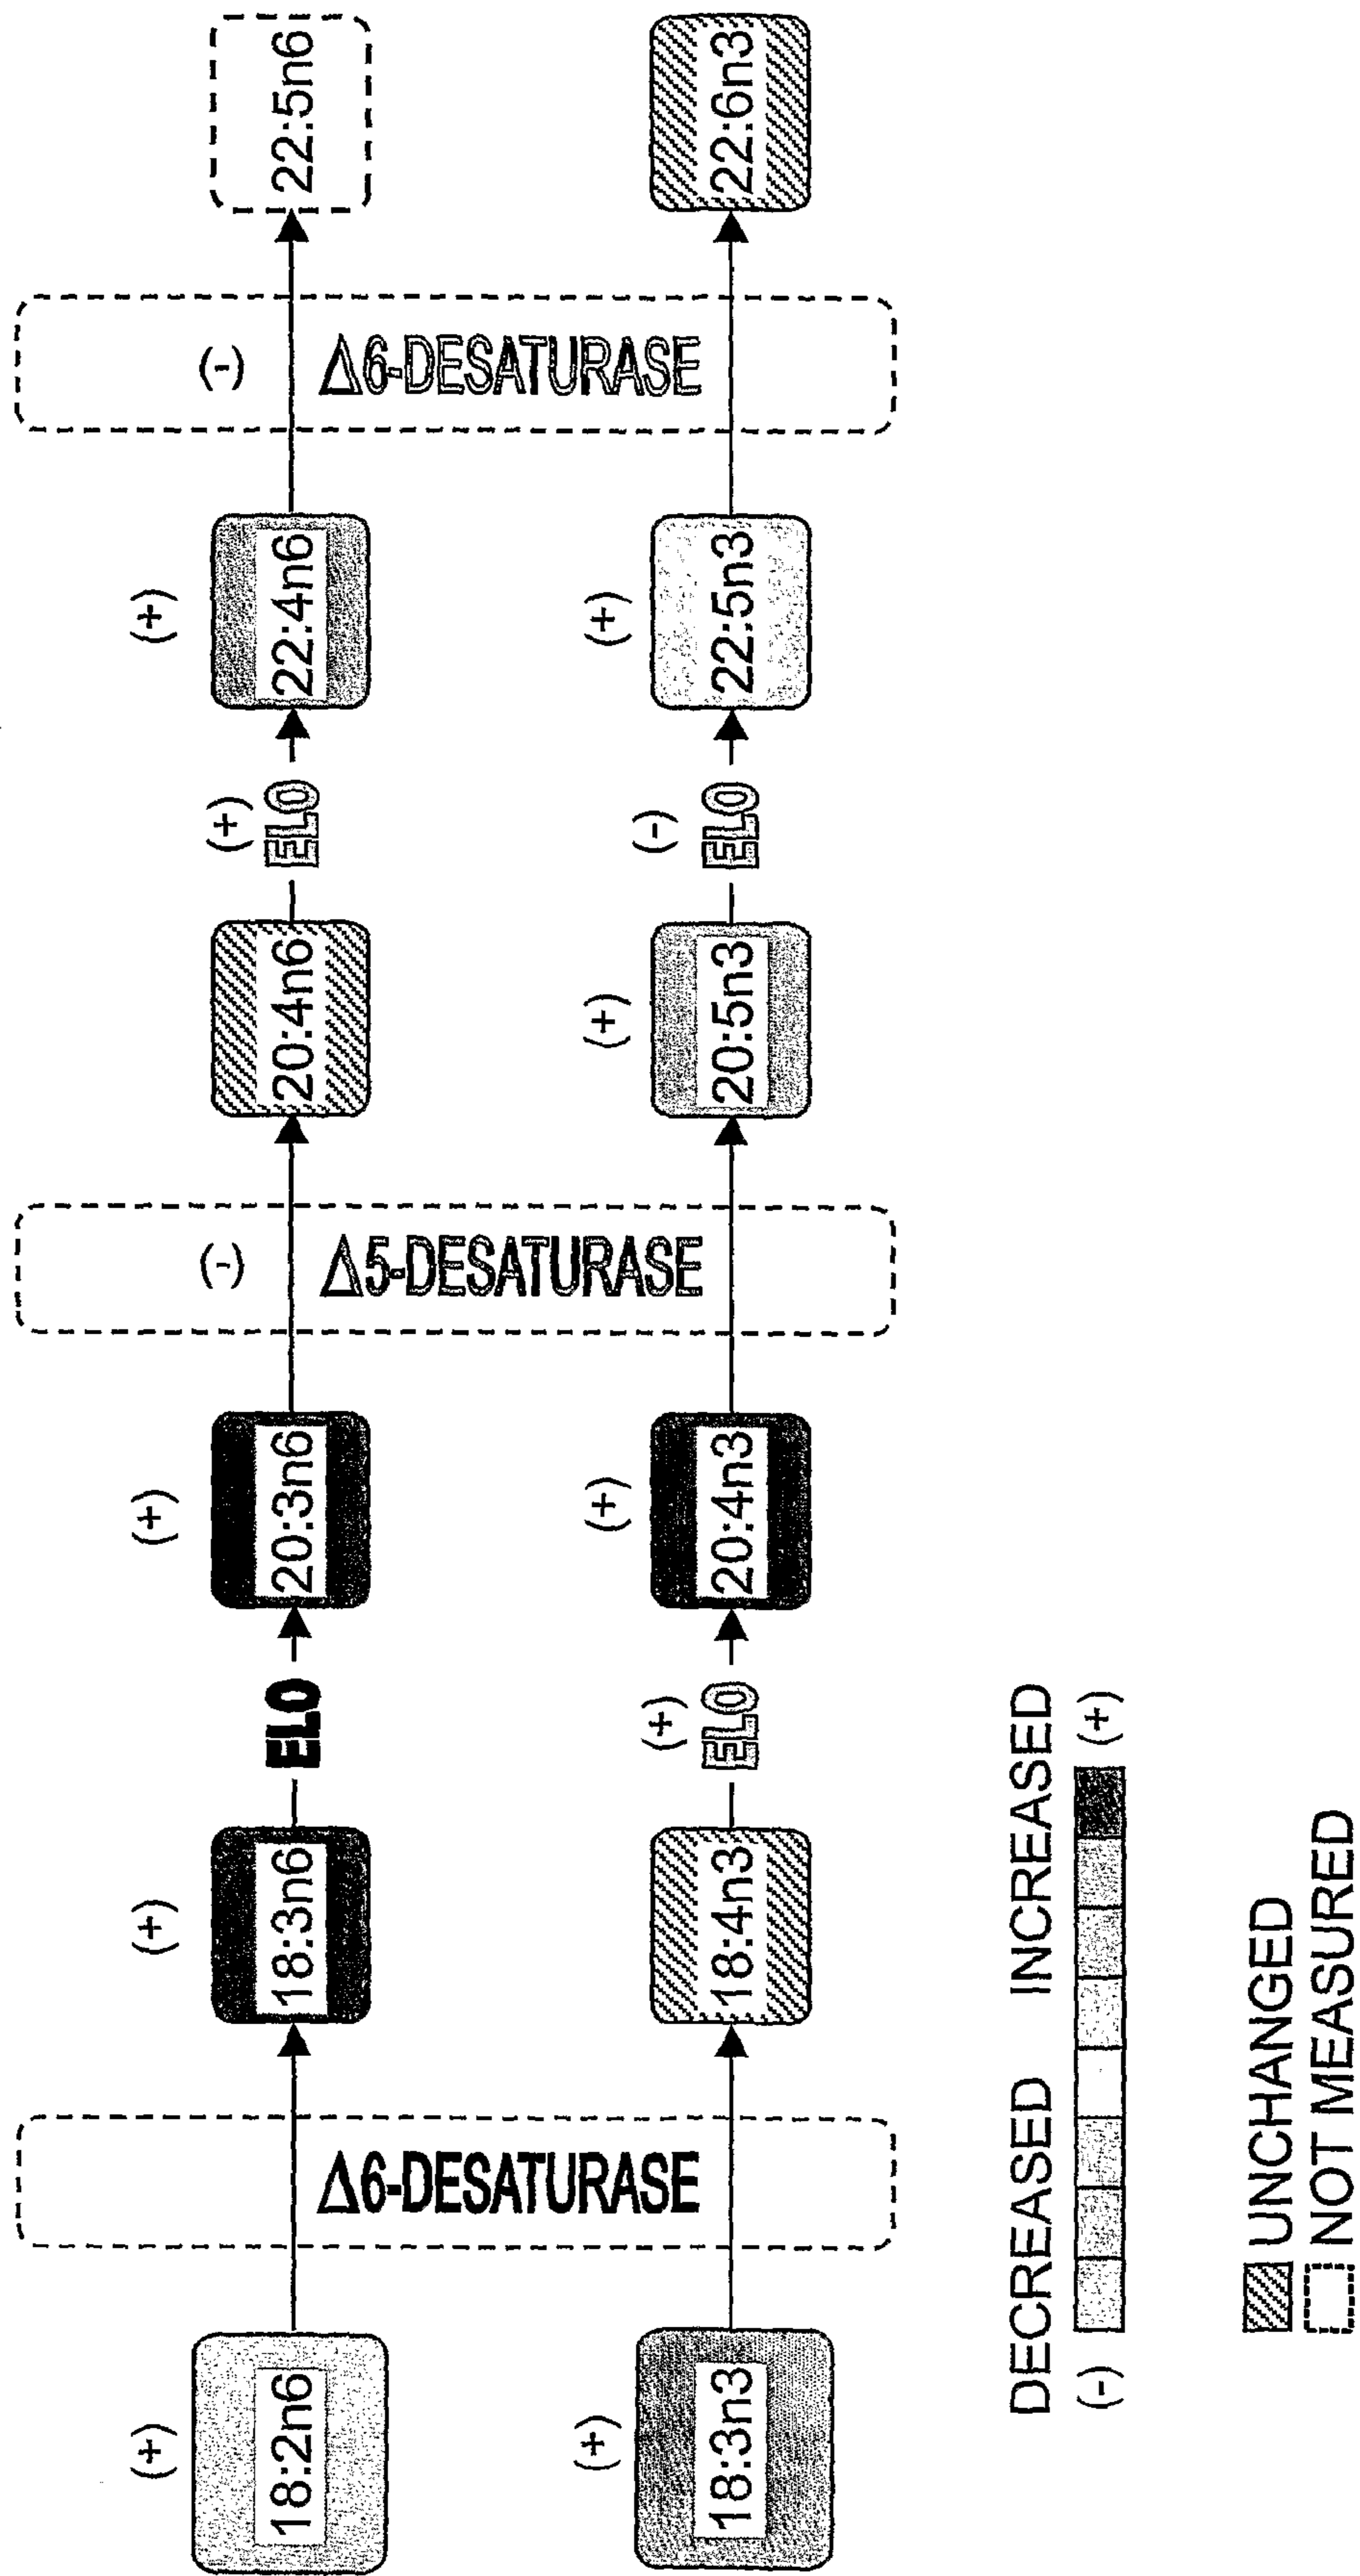 (+)
18:2n6
(+)
18:3n6
ELO
(+)
20:3n6
(-)
20:4n6
(+)
ELO
(+)
22:4n6
(-)
22:5n6
Δ6-DESATURASE
Δ5-DESATURASE
Δ6-DESATURASE
(+)
18:3n3
18:4n3
(+)
ELO
(+)
20:4n3
(+)
20:5n3
(-)
ELO
(+)
22:5n3
22:6n3
DECREASED INCREASED
(-) (+)
UNCHANGED
NOT MEASURED